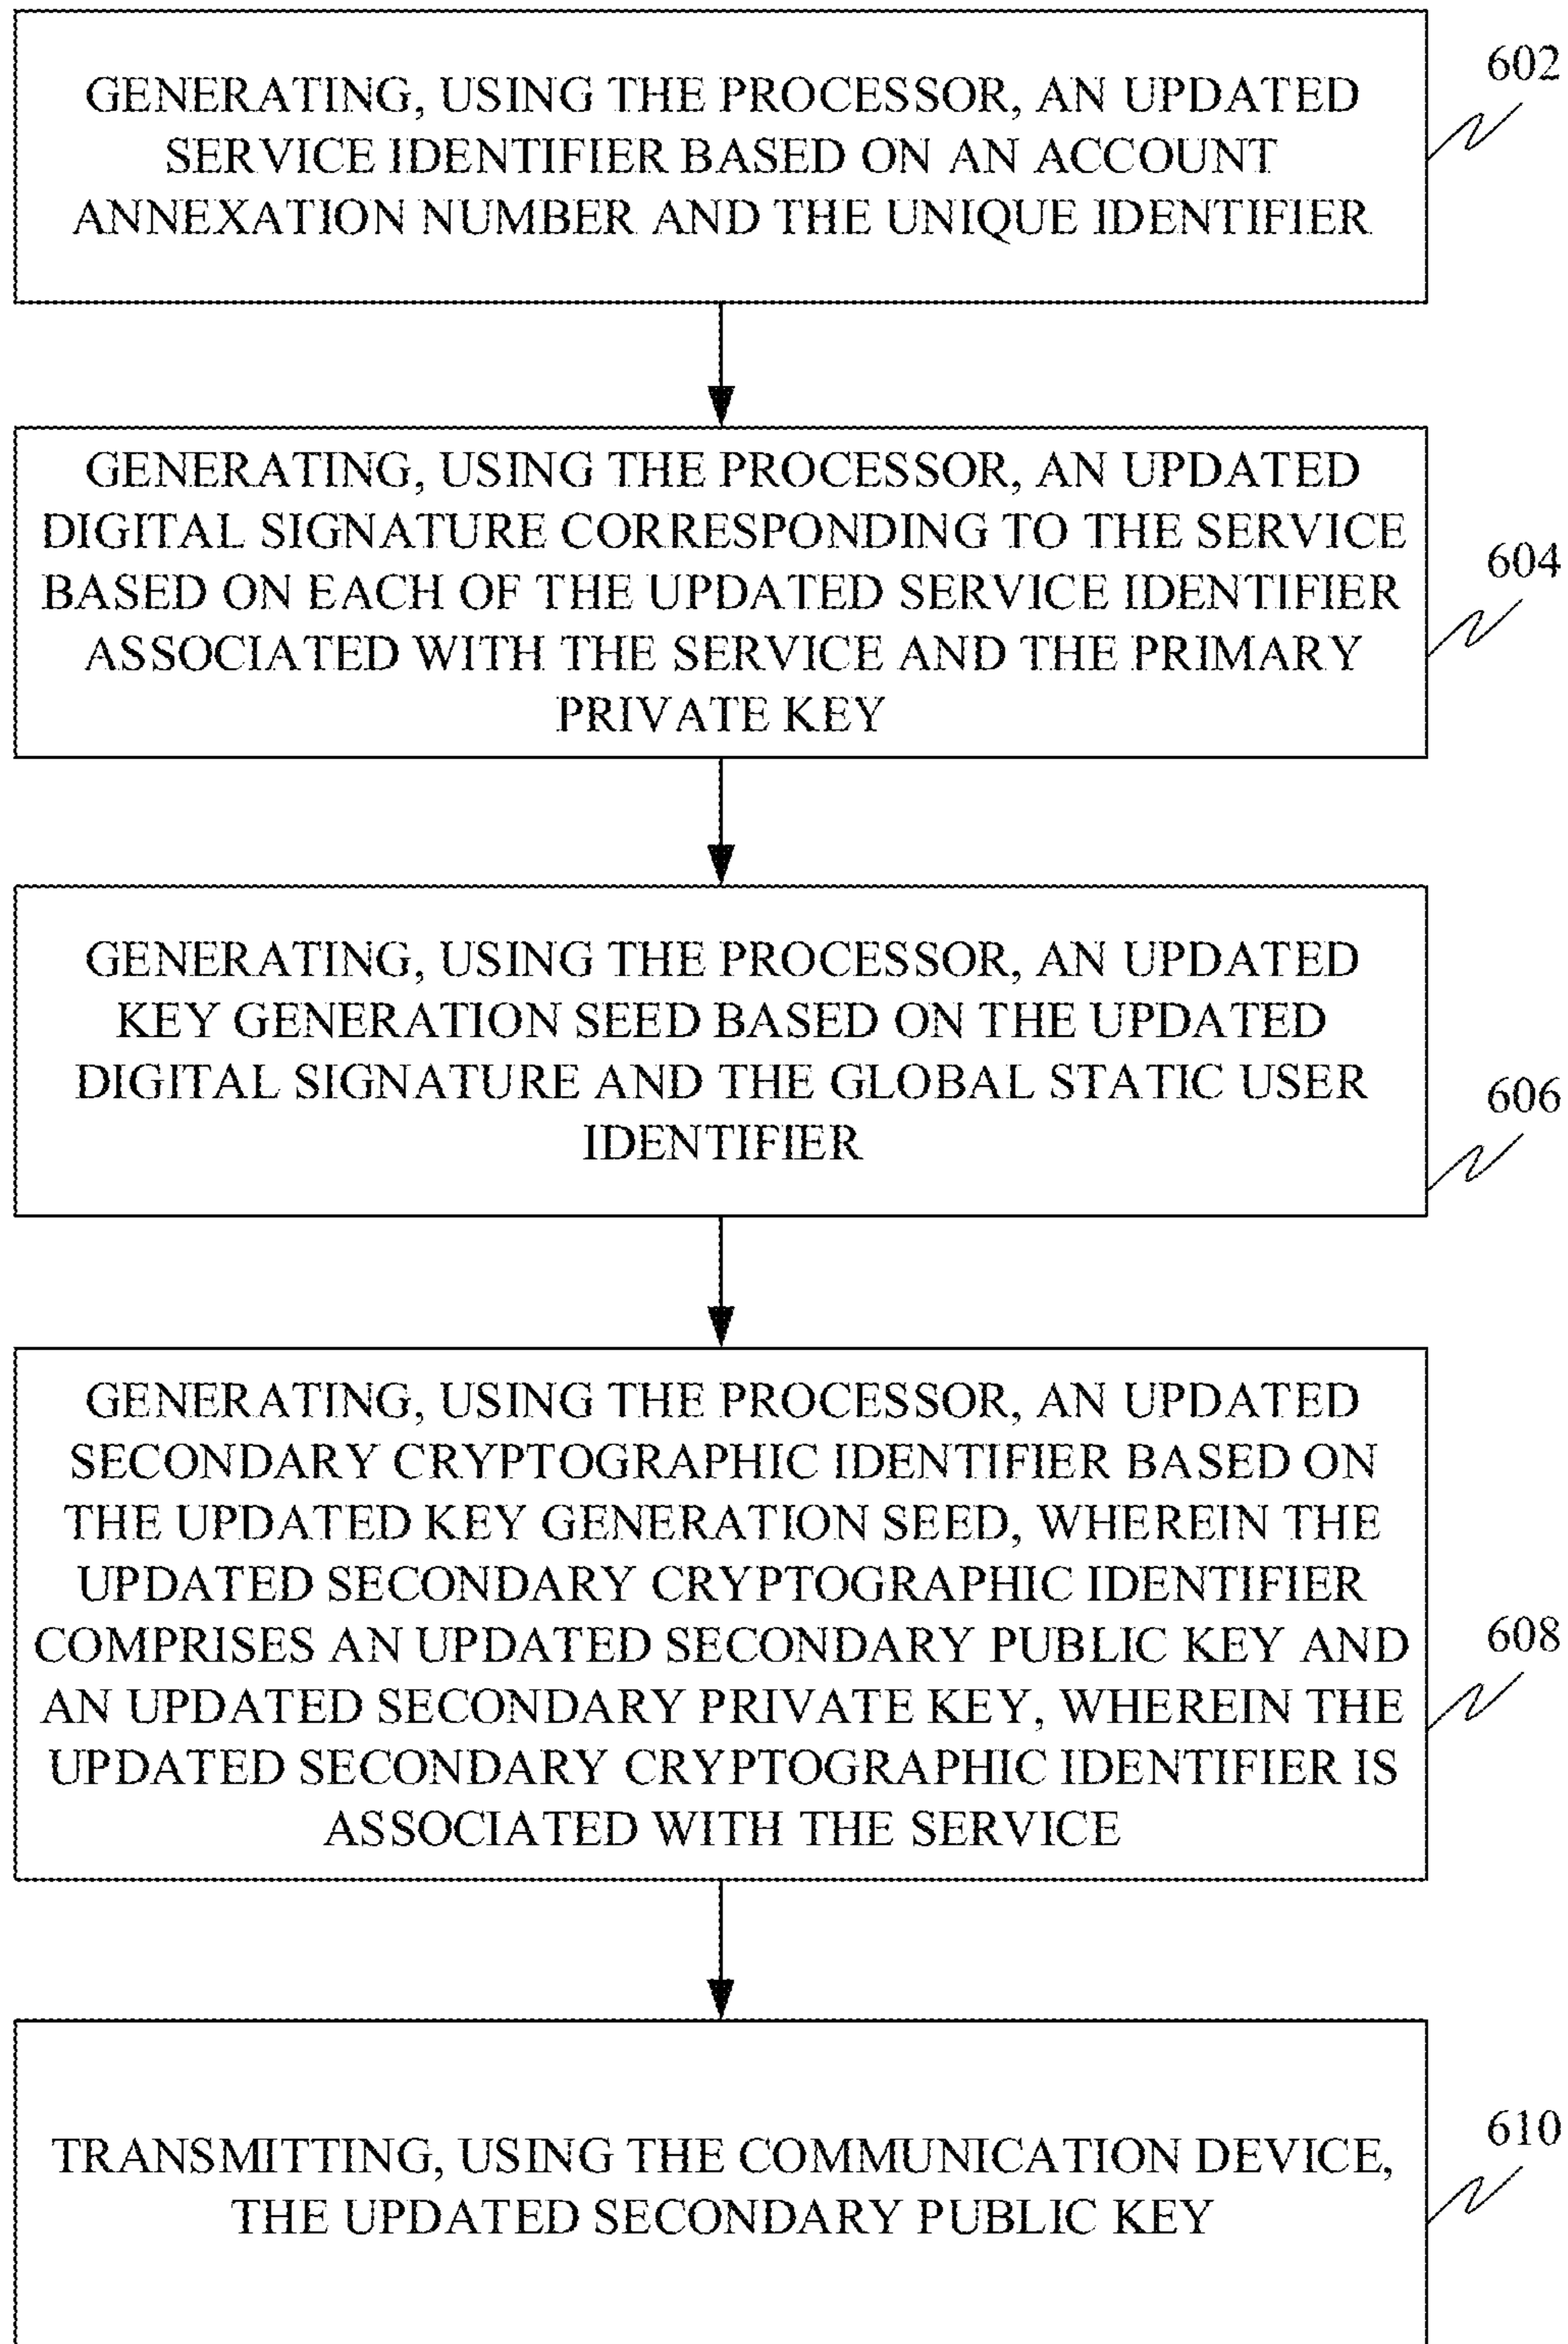 GENERATING, USING THE PROCESSOR, AN UPDATED
SERVICE IDENTIFIER BASED ON AN ACCOUNT
ANNEXATION NUMBER AND THE UNIQUE IDENTIFIER
602
GENERATING, USING THE PROCESSOR, AN UPDATED
DIGITAL SIGNATURE CORRESPONDING TO THE SERVICE
BASED ON EACH OF THE UPDATED SERVICE IDENTIFIER
ASSOCIATED WITH THE SERVICE AND THE PRIMARY
PRIVATE KEY
604
GENERATING, USING THE PROCESSOR, AN UPDATED
KEY GENERATION SEED BASED ON THE UPDATED
DIGITAL SIGNATURE AND THE GLOBAL STATIC USER
IDENTIFIER
606
GENERATING, USING THE PROCESSOR, AN UPDATED
SECONDARY CRYPTOGRAPHIC IDENTIFIER BASED ON
THE UPDATED KEY GENERATION SEED, WHEREIN THE
UPDATED SECONDARY CRYPTOGRAPHIC IDENTIFIER
COMPRISES AN UPDATED SECONDARY PUBLIC KEY AND
AN UPDATED SECONDARY PRIVATE KEY, WHEREIN THE
UPDATED SECONDARY CRYPTOGRAPHIC IDENTIFIER IS
ASSOCIATED WITH THE SERVICE
608
TRANSMITTING, USING THE COMMUNICATION DEVICE,
THE UPDATED SECONDARY PUBLIC KEY
610